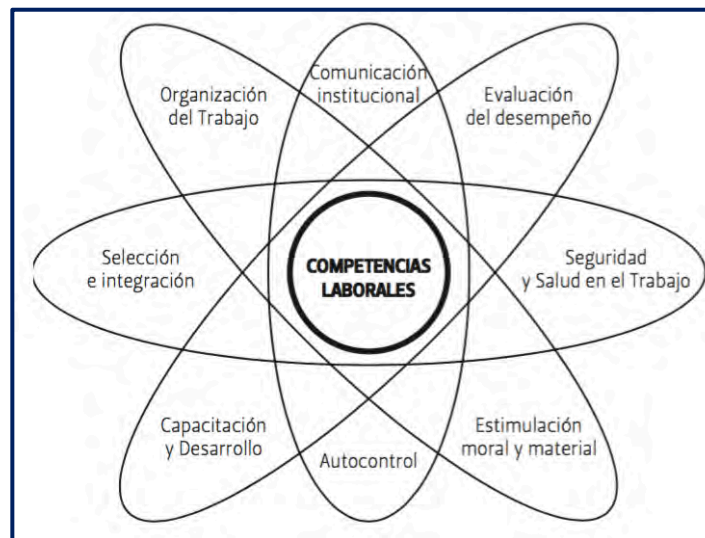 Comunicación
institucional
Organización
del Trabajo
Evaluación
del desempeño
Selección
e integración
COMPETENCIAS
LABORALES
Seguridad
y Salud en el Trabajo
Capacitación
y Desarrollo
Autocontrol
Estimulación
moral y material